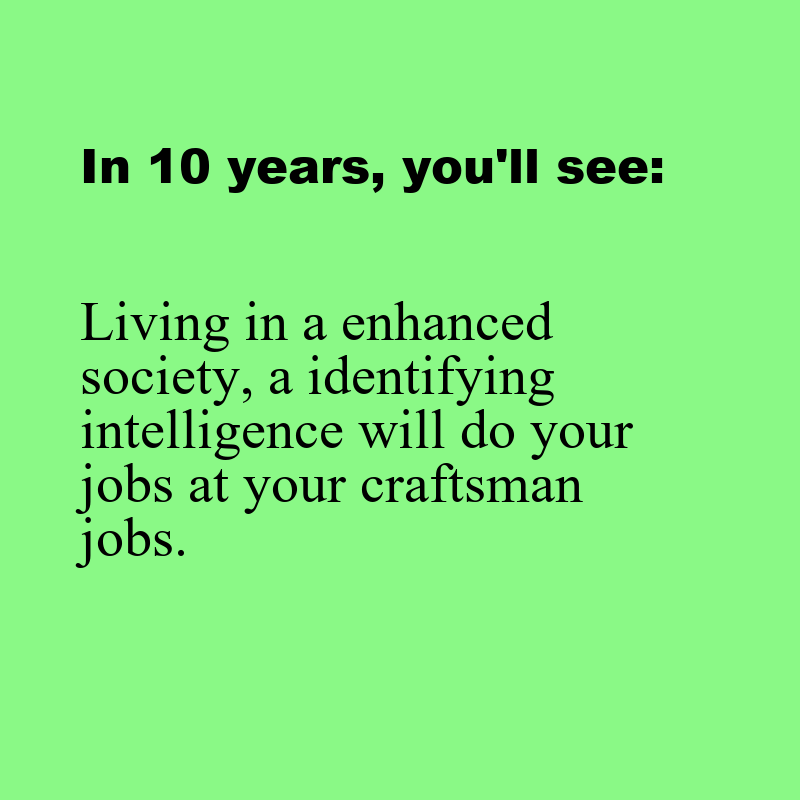 In 10 years, you'll see:
Living in a enhanced
society, a identifying
intelligence will do your
jobs at your craftsman
jobs.